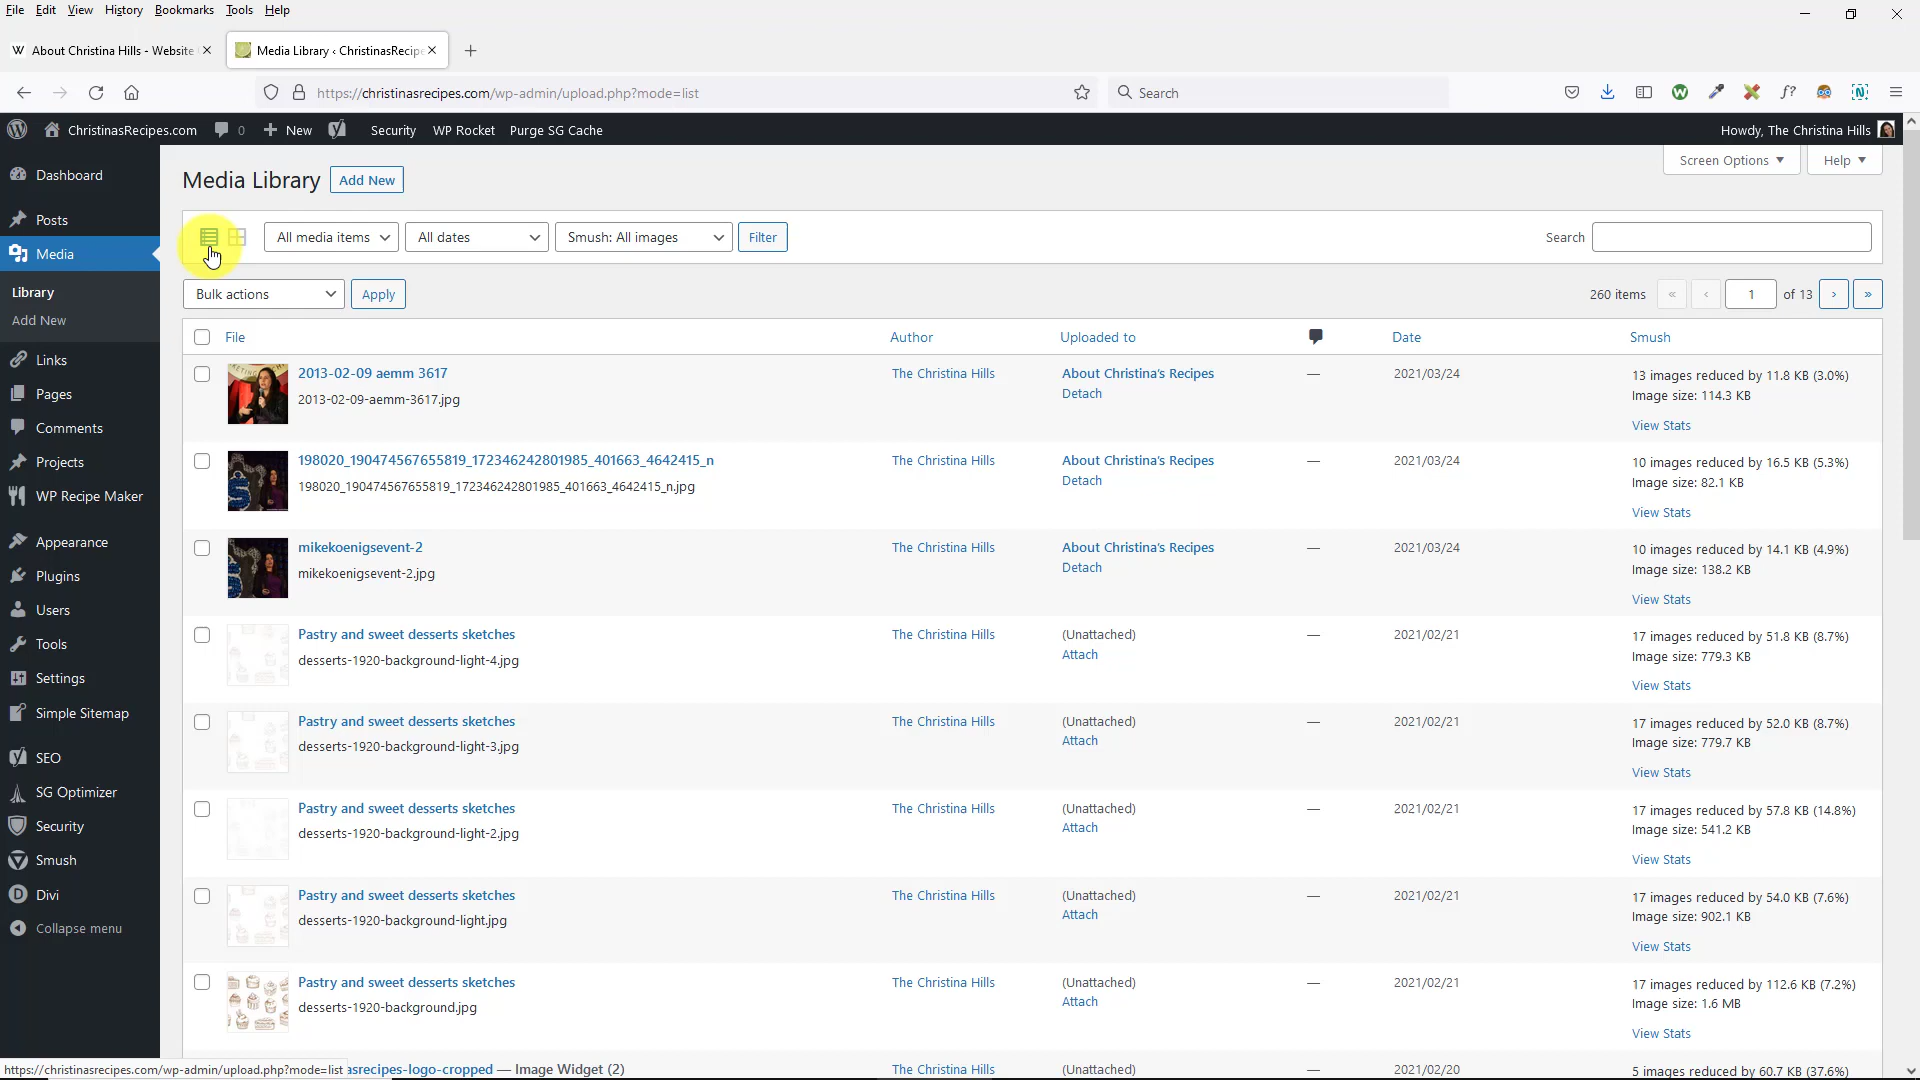 File Edit View History Bookmarks Tools Help
About Christina Hills - Website
Media Library ‹ ChristinasRecipe
https://christinasrecipes.com/wp-admin/upload.php?mode=list
Search
ChristinasRecipes.com 0 New Security WP Rocket Purge SG Cache
Howdy, The Christina Hills
Dashboard
Posts
Media
Library
Add New
Links
Pages
Comments
Projects
WP Recipe Maker
Appearance
Plugins
Users
Tools
Settings
Simple Sitemap
SEO
SG Optimizer
Security
Smush
Divi
Collapse menu
Screen Options Help
Media Library Add New
All media items All dates Smush: All images Filter Search
Bulk actions Apply 260 items « ‹ 1 of 13 › »
File Author Uploaded to Date Smush
2013-02-09 aemm 3617 The Christina Hills About Christina's Recipes — 2021/03/24 13 images reduced by 11.8 KB (3.0%)
2013-02-09-aemm-3617.jpg Detach Image size: 114.3 KB
View Stats
198020_190474567655819_172346242801985_401663_4642415_n The Christina Hills About Christina's Recipes — 2021/03/24 10 images reduced by 16.5 KB (5.3%)
198020_190474567655819_172346242801985_401663_4642415_n.jpg Detach Image size: 82.1 KB
View Stats
mikekoenigsevent-2 The Christina Hills About Christina's Recipes — 2021/03/24 10 images reduced by 14.1 KB (4.9%)
mikekoenigsevent-2.jpg Detach Image size: 138.2 KB
View Stats
Pastry and sweet desserts sketches The Christina Hills (Unattached) — 2021/02/21 17 images reduced by 51.8 KB (8.7%)
desserts-1920-background-light-4.jpg Attach Image size: 779.3 KB
View Stats
Pastry and sweet desserts sketches The Christina Hills (Unattached) — 2021/02/21 17 images reduced by 52.0 KB (8.7%)
desserts-1920-background-light-3.jpg Attach Image size: 779.7 KB
View Stats
Pastry and sweet desserts sketches The Christina Hills (Unattached) — 2021/02/21 17 images reduced by 57.8 KB (14.8%)
desserts-1920-background-light-2.jpg Attach Image size: 541.2 KB
View Stats
Pastry and sweet desserts sketches The Christina Hills (Unattached) — 2021/02/21 17 images reduced by 54.0 KB (7.6%)
desserts-1920-background-light.jpg Attach Image size: 902.1 KB
View Stats
Pastry and sweet desserts sketches The Christina Hills (Unattached) — 2021/02/21 17 images reduced by 112.6 KB (7.2%)
desserts-1920-background.jpg Attach Image size: 1.6 MB
View Stats
asrecipes-logo-cropped — Image Widget (2) The Christina Hills (Unattached) — 2021/02/20 5 images reduced by 60.7 KB (37.6%)
https://christinasrecipes.com/wp-admin/upload.php?mode=list